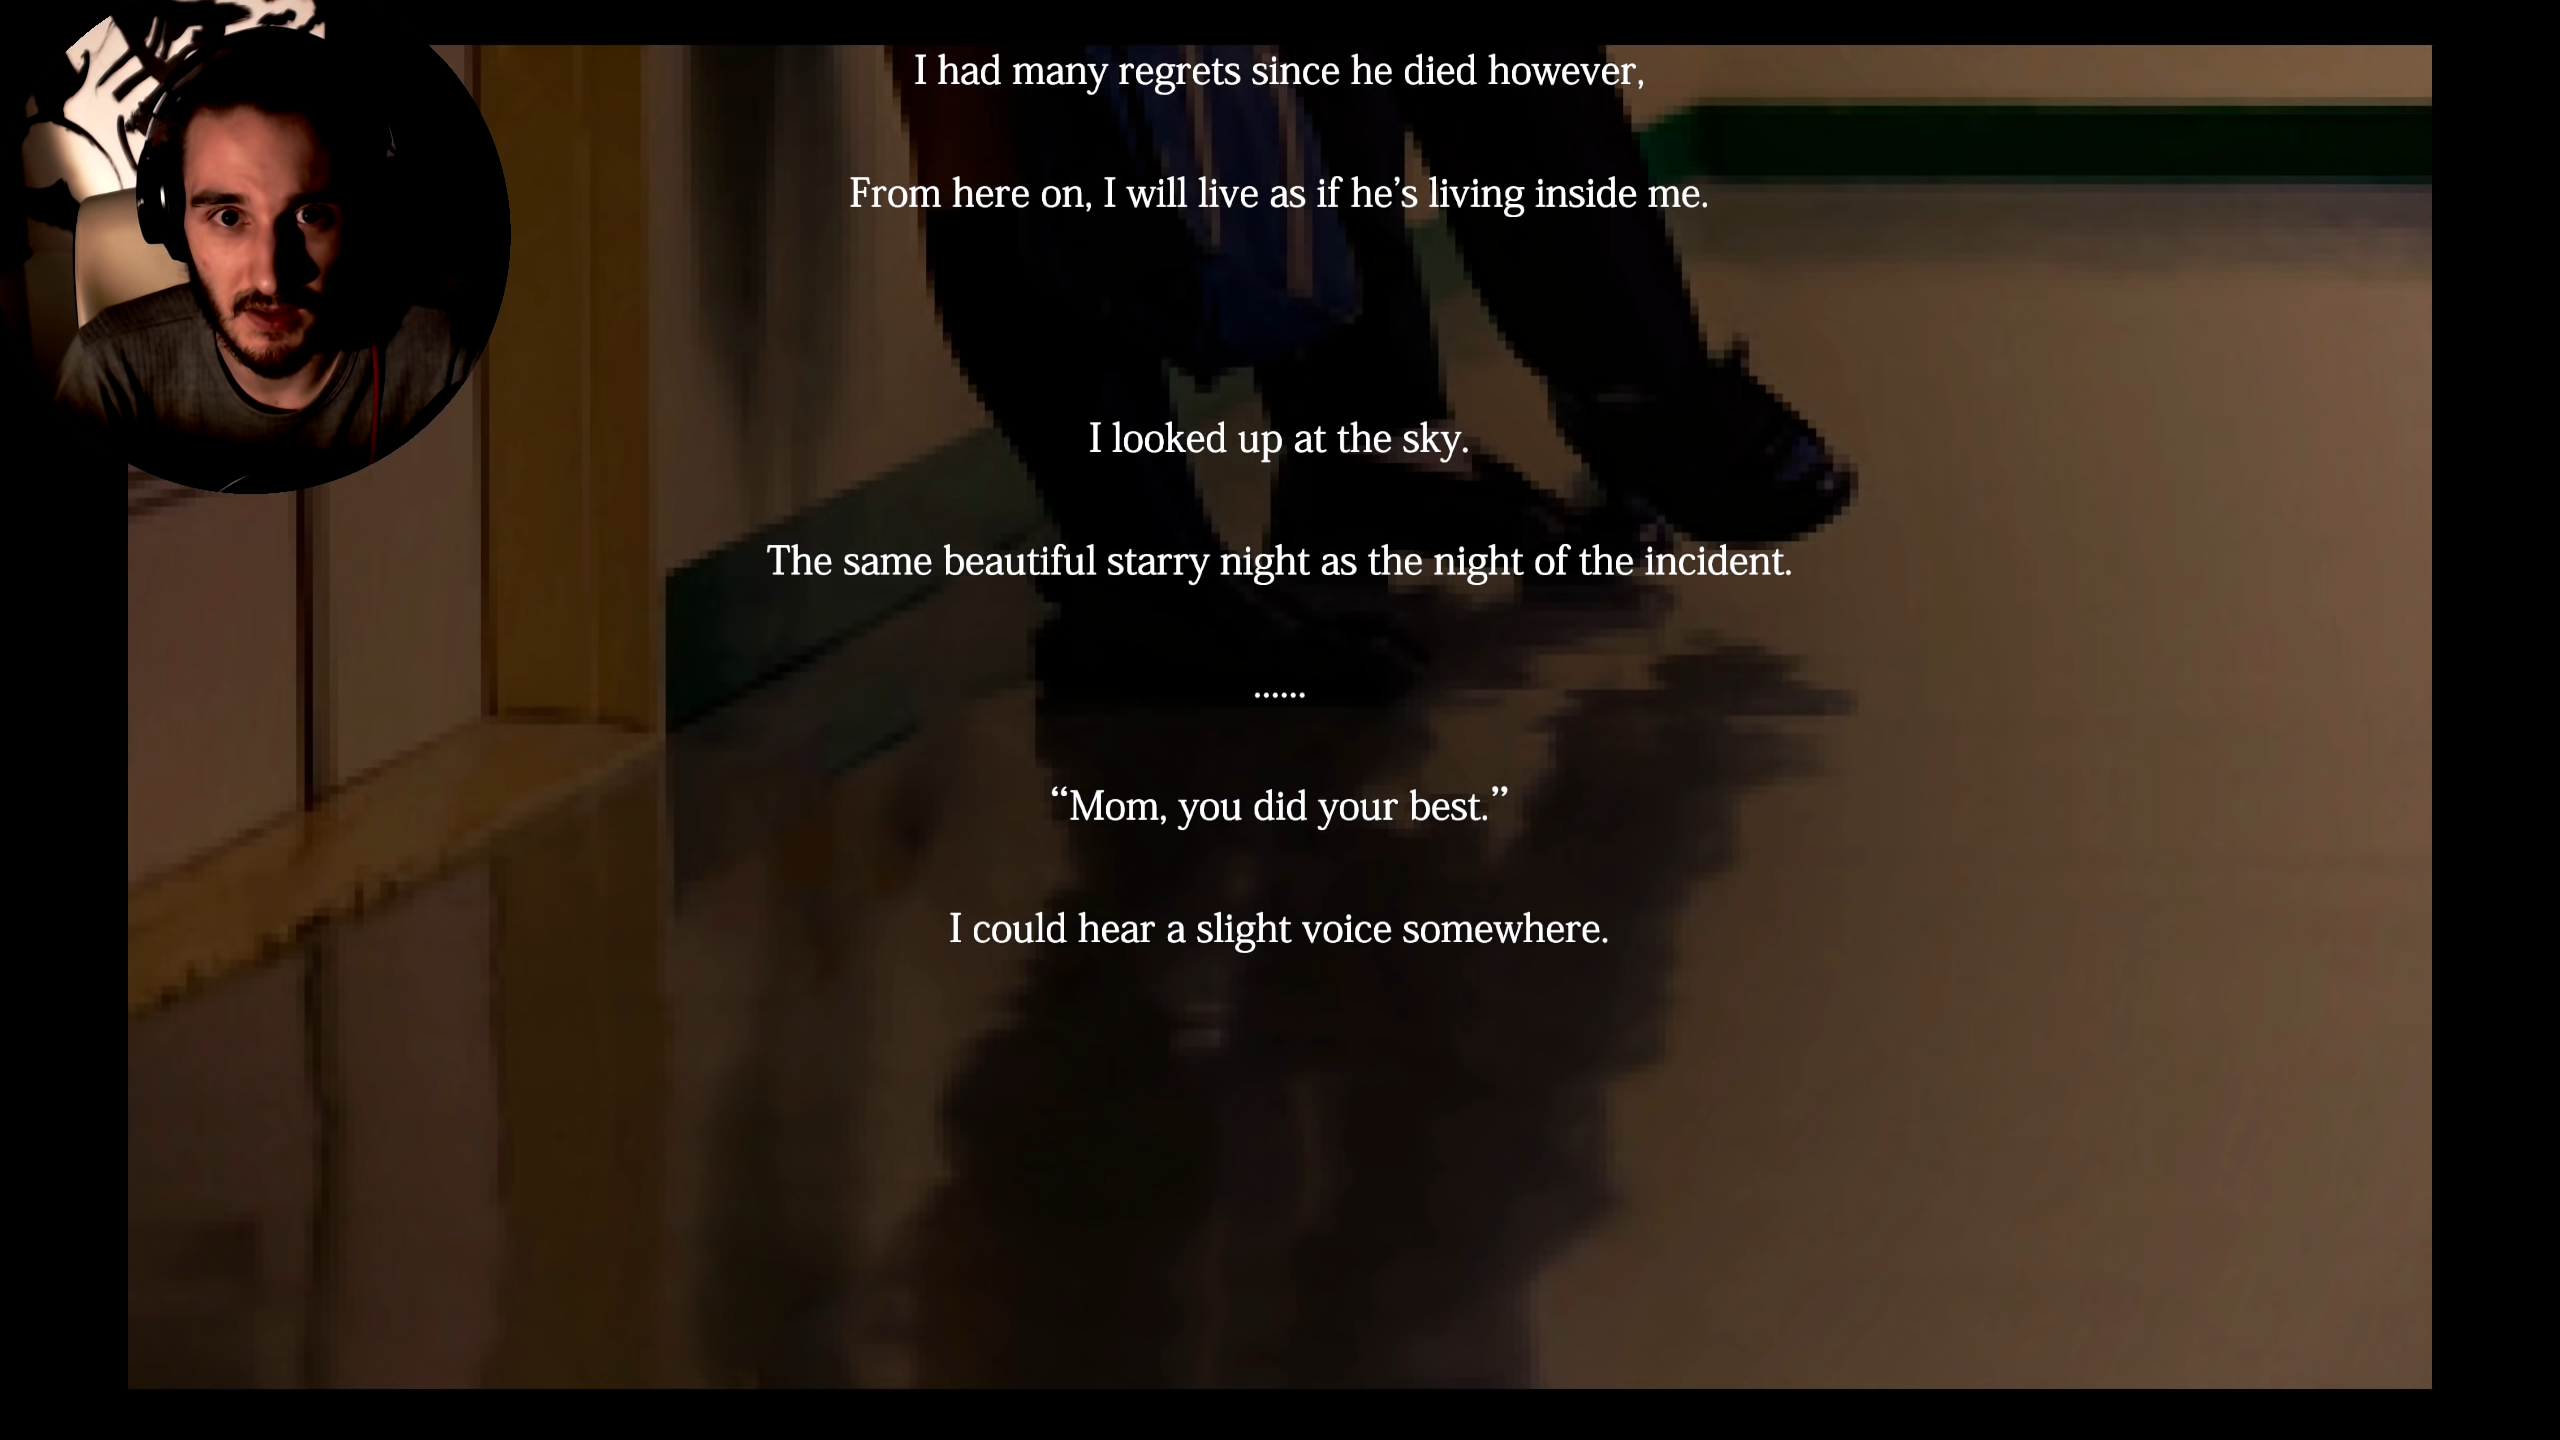 I had many regrets since he died however,
From here on, I will live as if he’s living inside me.
I looked up at the sky.
The same beautiful starry night as the night of the incident.
......
“Mom, you did your best.”
I could hear a slight voice somewhere.